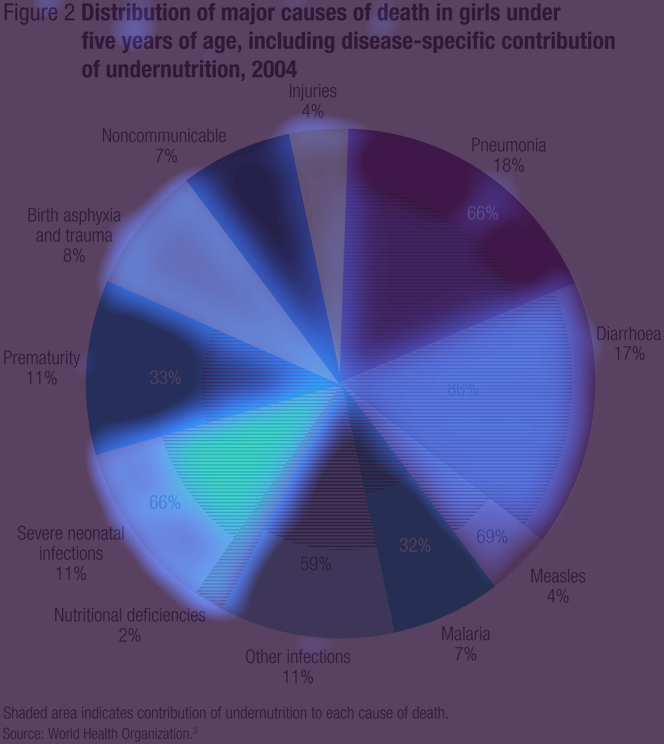 Figure 2 Distribution of major causes of death in girls under
five years of age, including disease-specific contribution
of undernutrition, 2004
Injuries
4%
Noncommunicable
7%
Pneumonia
18%
66%
Birth asphyxia
and trauma
8%
Diarrhoea
17%
86%
Prematurity
11%
33%
66%
Severe neonatal
infections
11%
69%
Measles
4%
32%
59%
Nutritional deficiencies
2%
Malaria
7%
Other infections
11%
Shaded area indicates contribution of undernutrition to each cause of death.
Source: World Health Organization.³